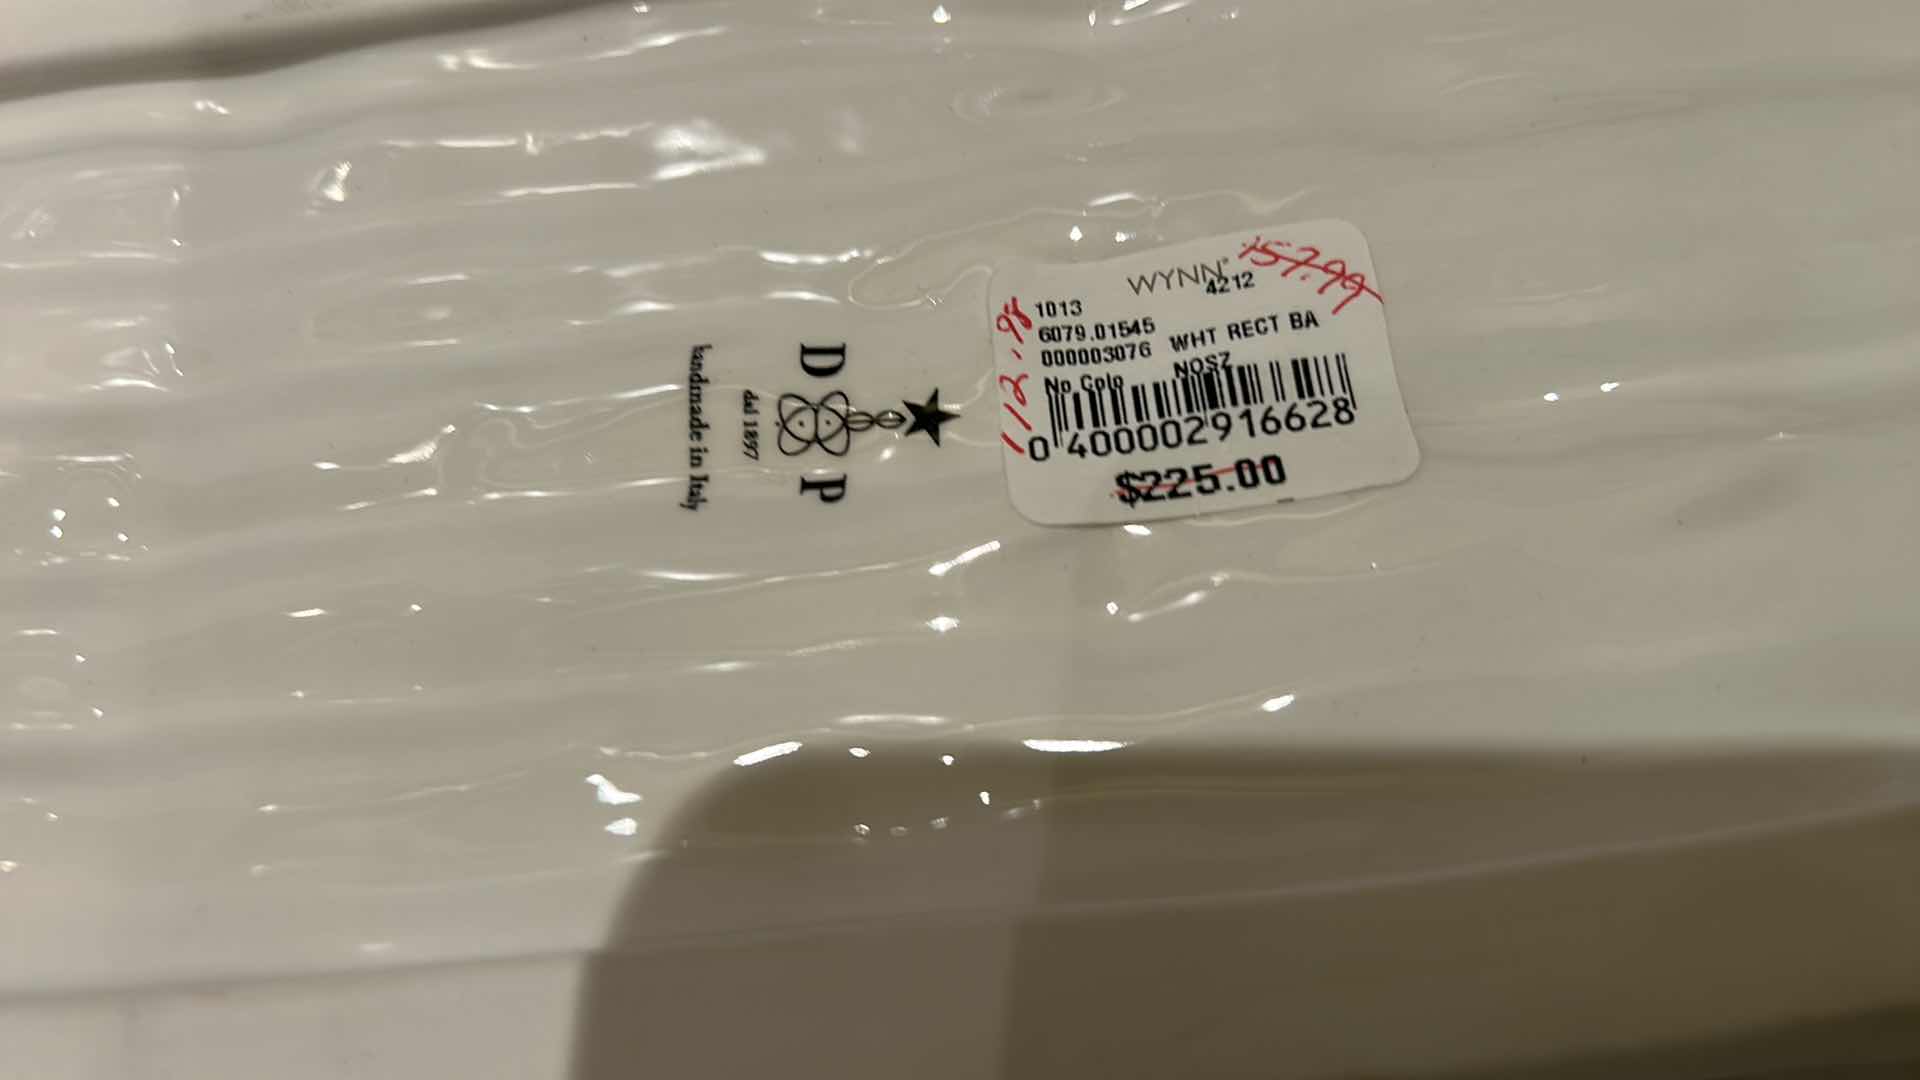 D P
dal 1897
handmade in Italy
WYNN
4212
157.99
112.98
1013
6079.01545
000003076 WHT RECT BA
No Colo NOSZ
0 400002916628
$225.00